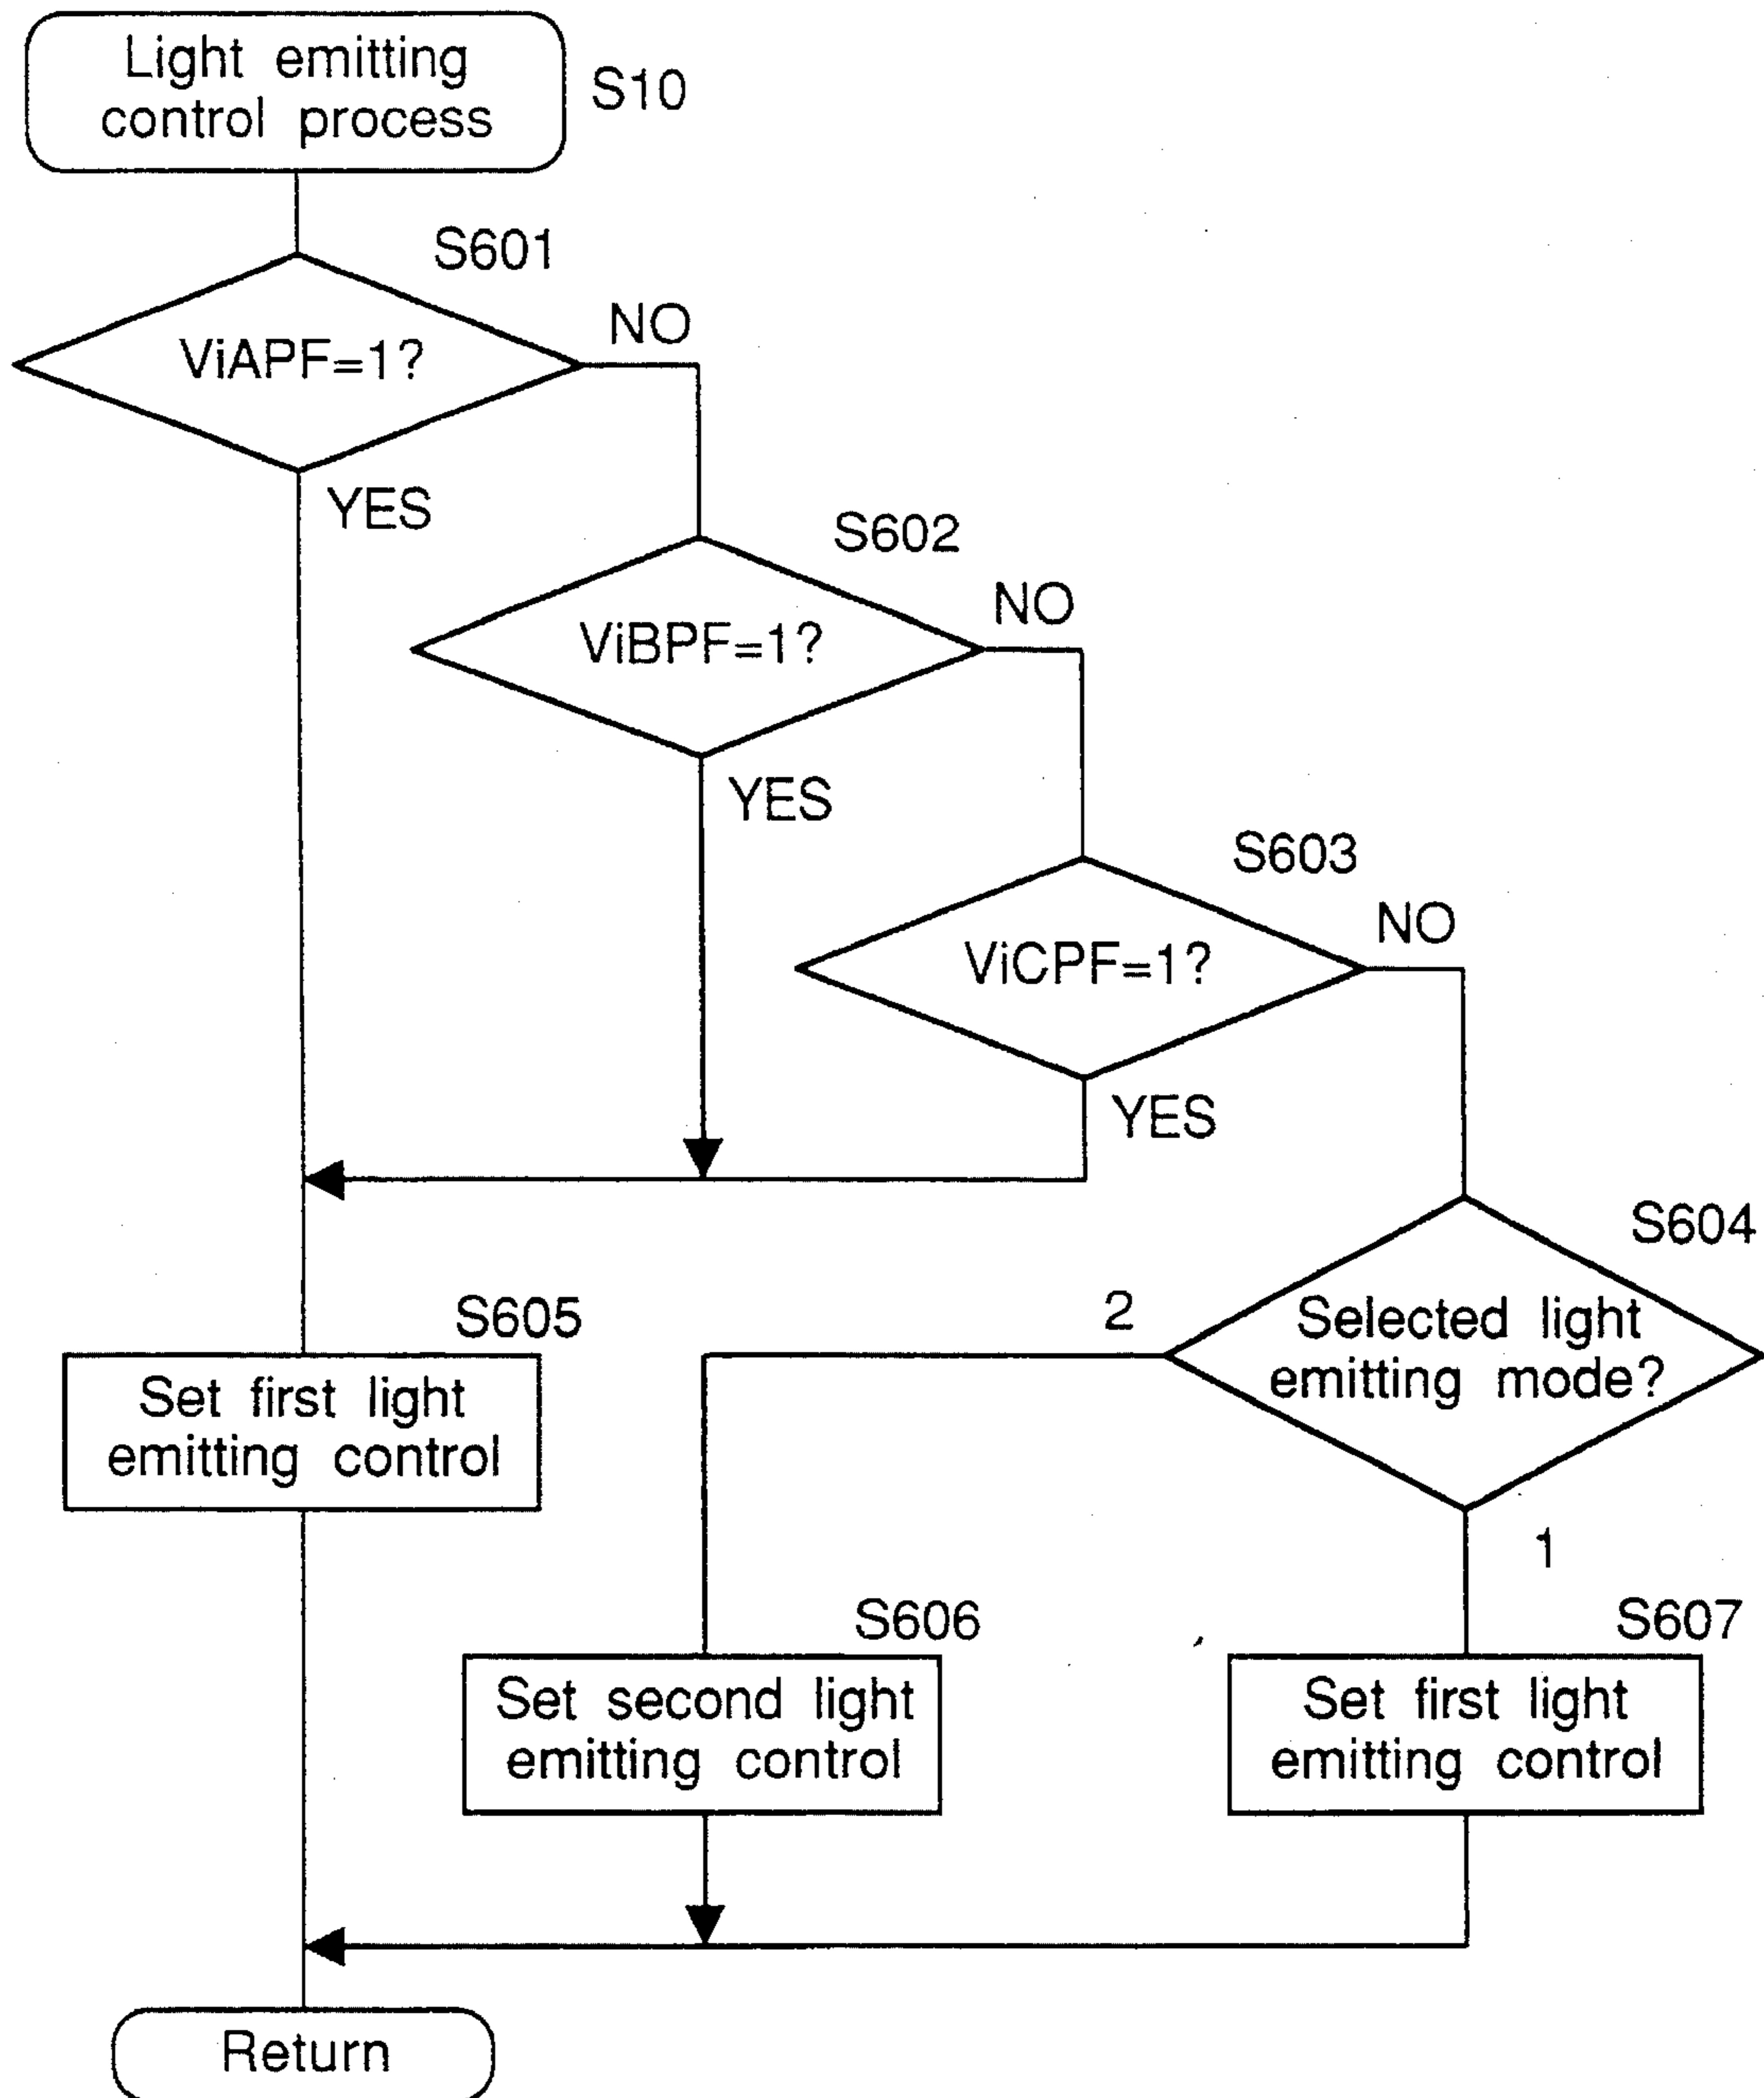 Light emitting
control process
S10
S601
ViAPF=1?
NO
YES
S602
ViBPF=1?
NO
YES
S603
ViCPF=1?
NO
YES
S604
Selected light
emitting mode?
2
1
S605
Set first light
emitting control
S606
Set second light
emitting control
S607
Set first light
emitting control
Return